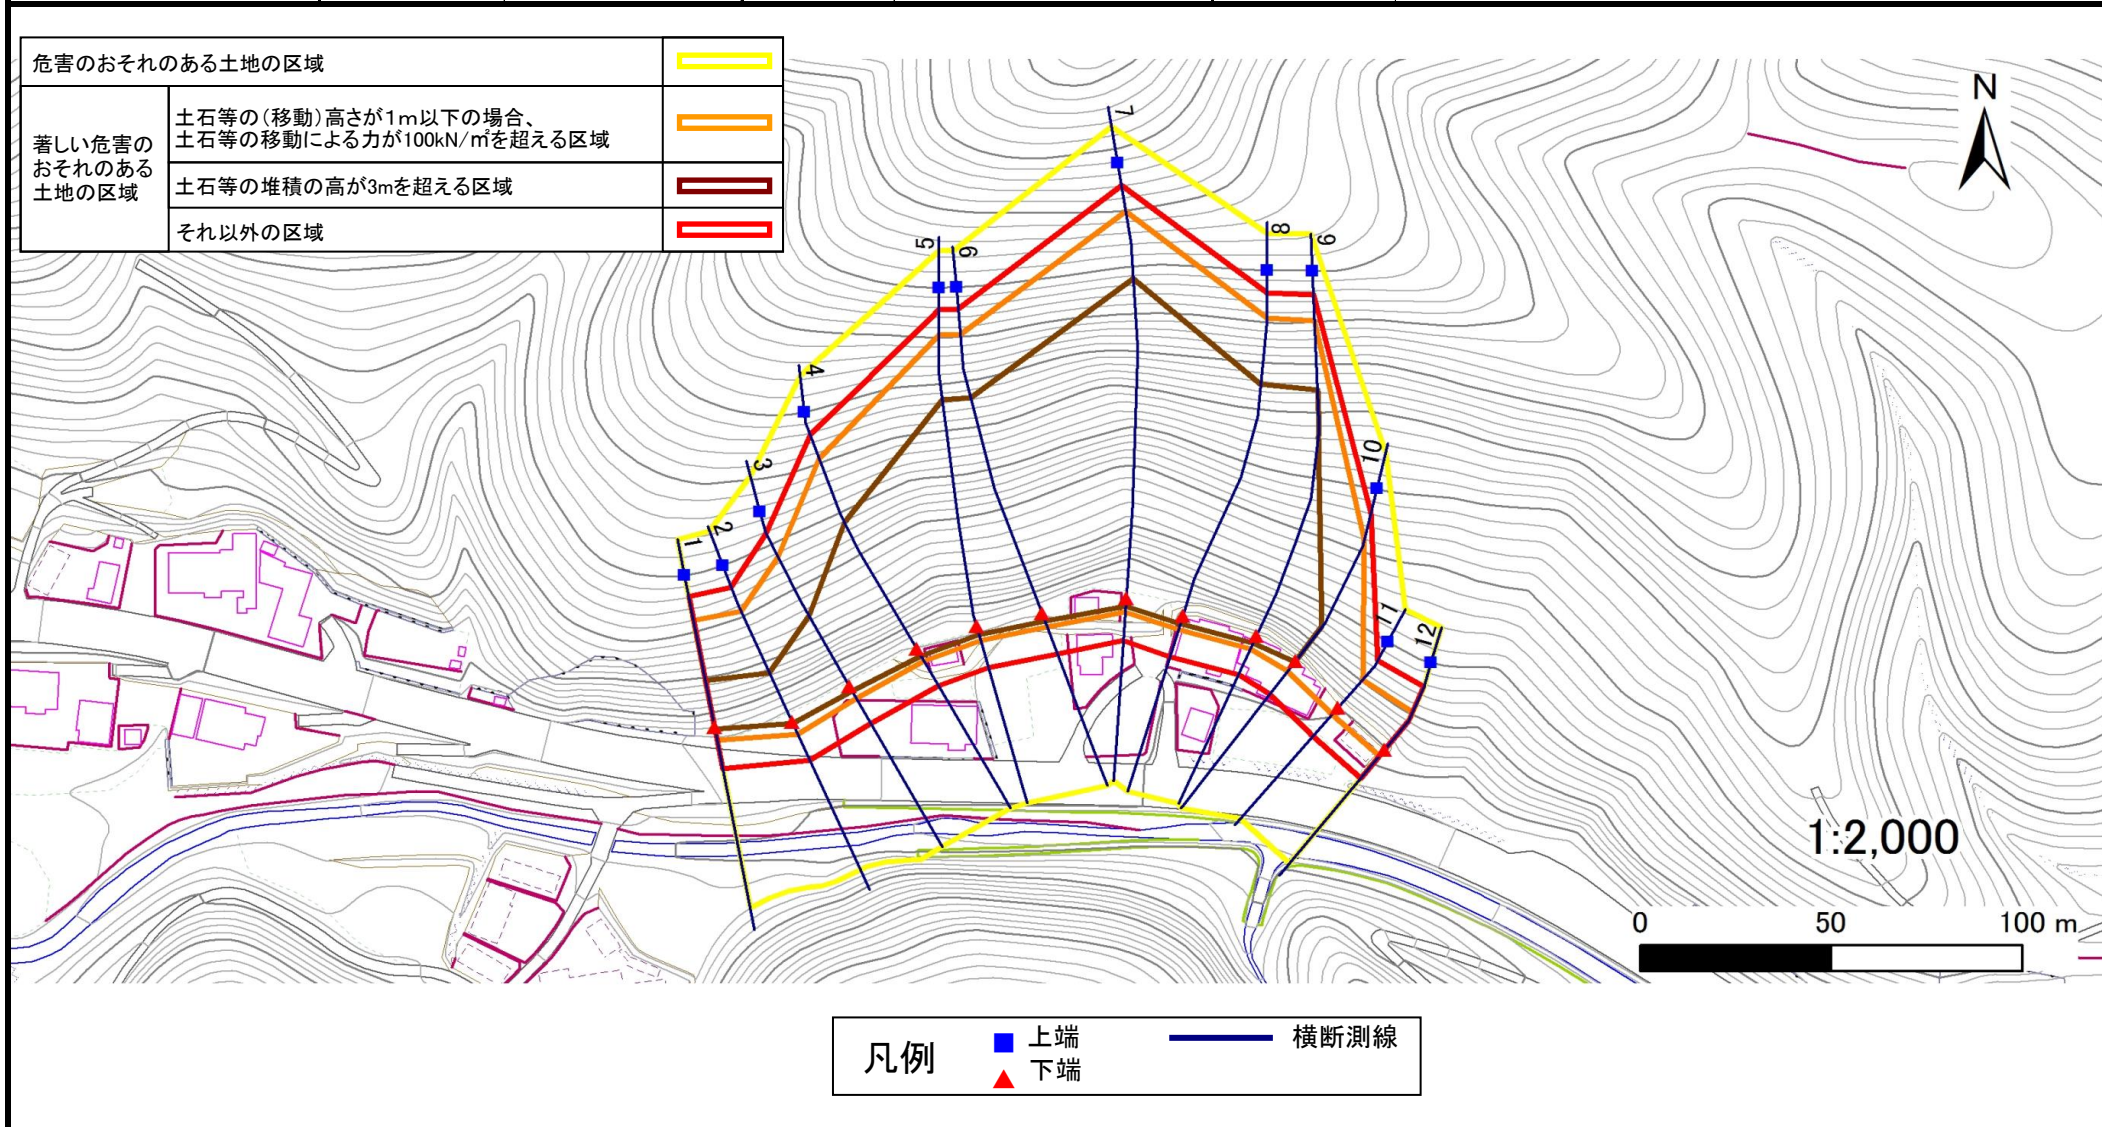 危害のおそれのある土地の区域
著しい危害の
おそれのある
土地の区域
土石等の(移動)高さが1m以下の場合、
土石等の移動による力が100kN/㎡を超える区域
土石等の堆積の高が3mを超える区域
それ以外の区域
N
1
2
3
4
5
6
7
8
9
10
11
12
1:2,000
0 50 100 m
凡例
上端
下端
横断測線